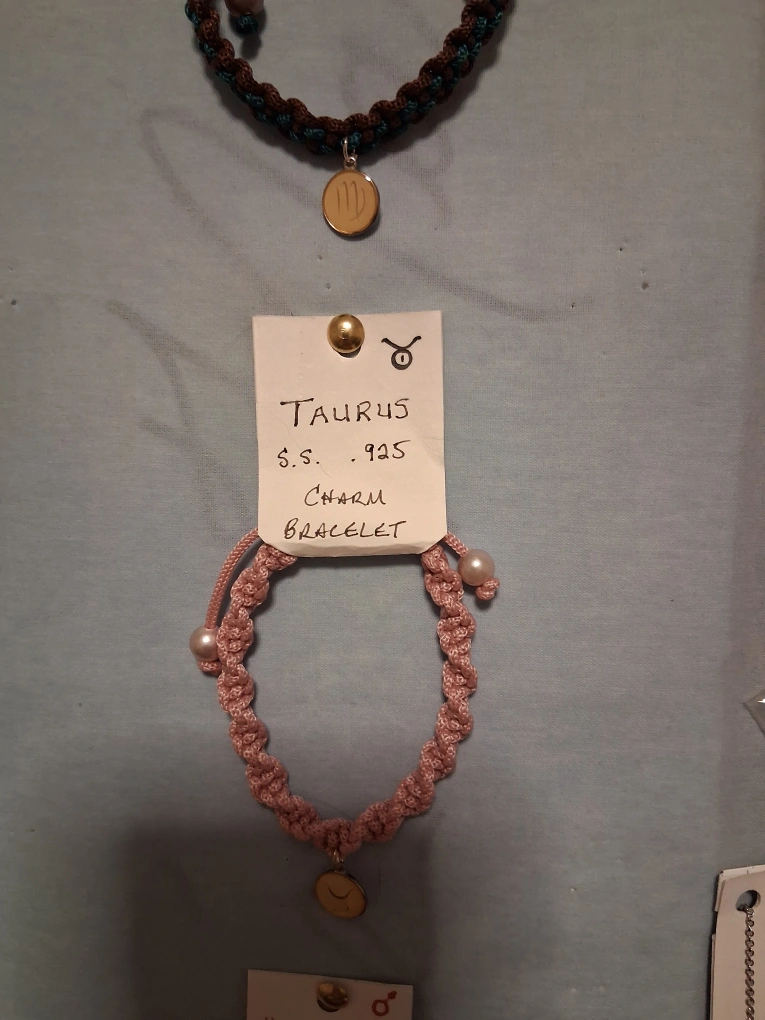 ♍
♉
TAURUS
S.S. .925
CHARM
BRACELET
♂